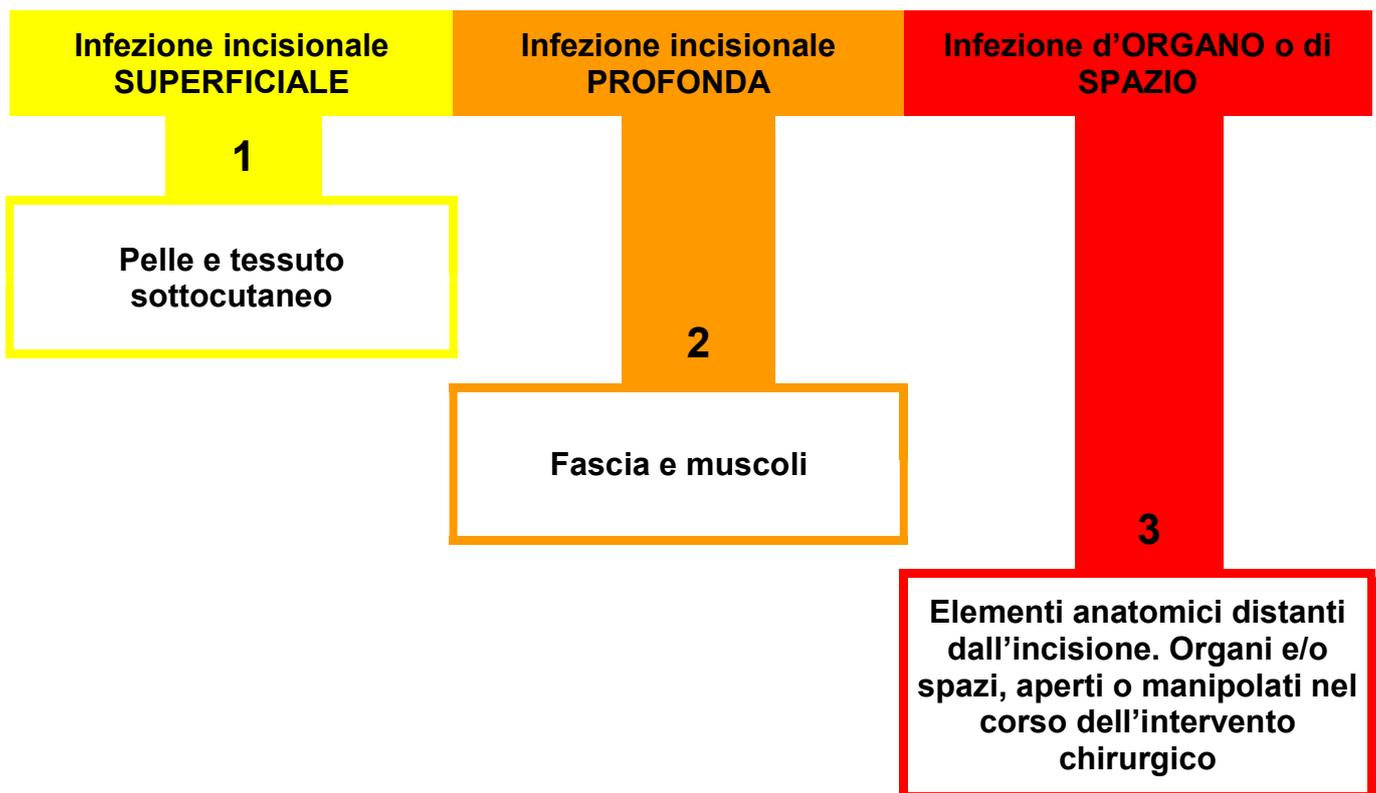 Infezione incisionale
SUPERFICIALE
Infezione incisionale
PROFONDA
Infezione d’ORGANO o di
SPAZIO
1
Pelle e tessuto
sottocutaneo
2
Fascia e muscoli
3
Elementi anatomici distanti
dall’incisione. Organi e/o
spazi, aperti o manipolati nel
corso dell’intervento
chirurgico